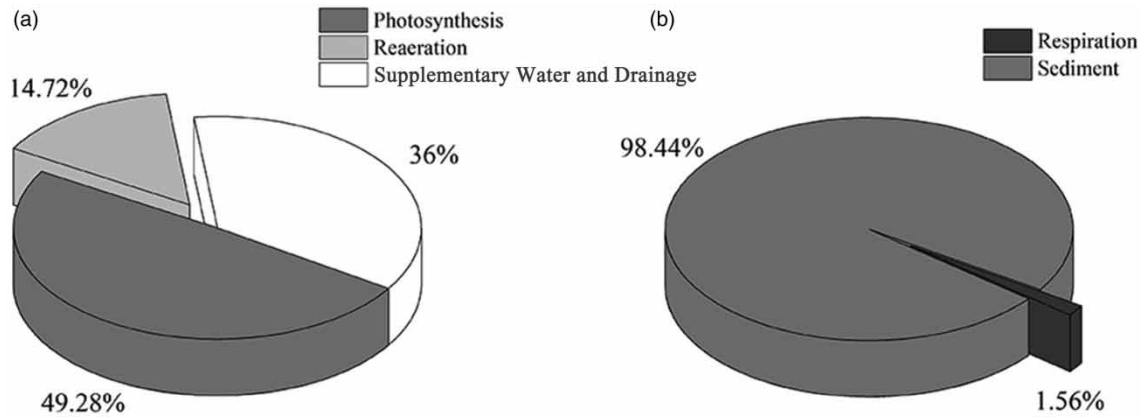 (a)
Photosynthesis
Reaeration
Supplementary Water and Drainage
14.72%
36%
49.28%
(b)
Respiration
Sediment
98.44%
1.56%